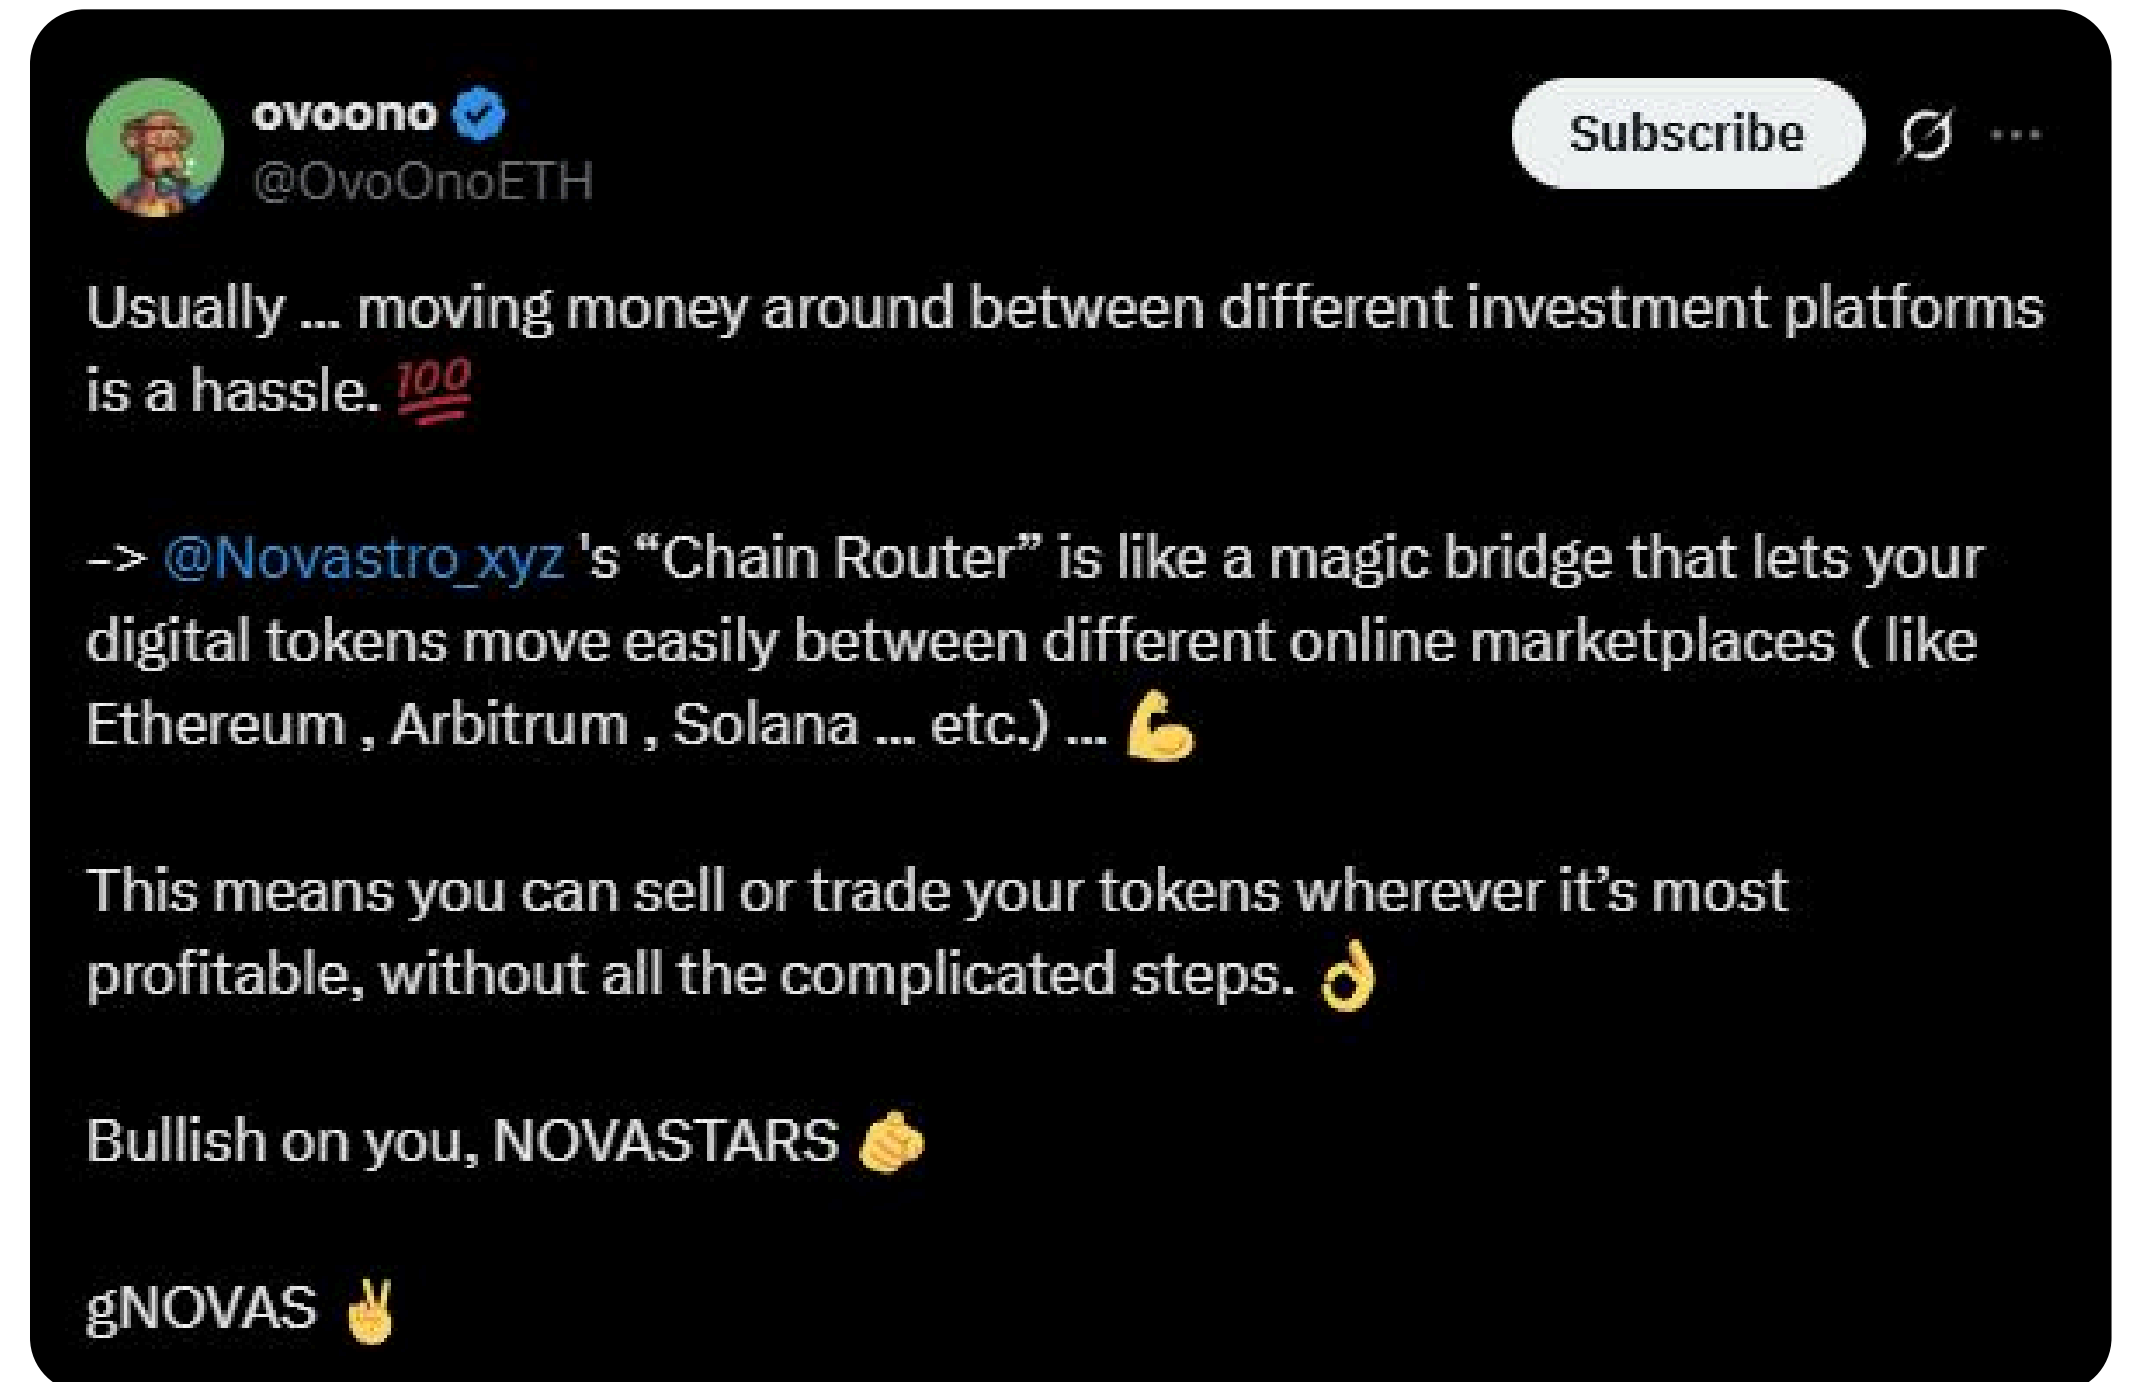 ovoono
@OvoOnoETH
Subscribe
Usually ... moving money around between different investment platforms
is a hassle. 💯
–> @Novastro_xyz 's “Chain Router” is like a magic bridge that lets your
digital tokens move easily between different online marketplaces ( like
Ethereum , Arbitrum , Solana ... etc.) ... 💪
This means you can sell or trade your tokens wherever it’s most
profitable, without all the complicated steps. 👌
Bullish on you, NOVASTARS 🫵
gNOVAS ✌️